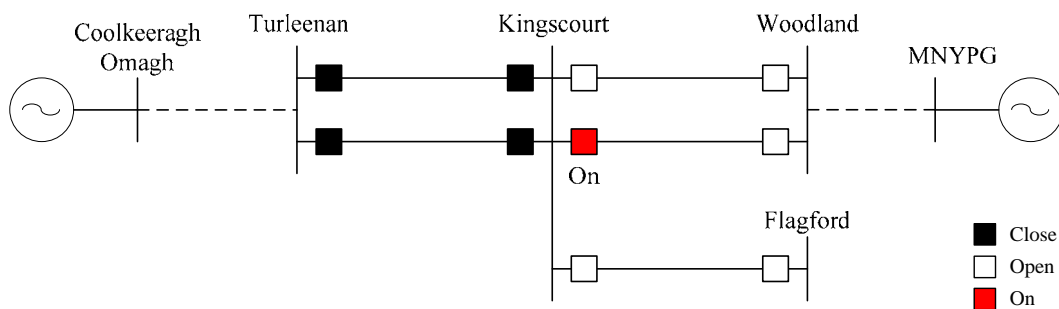 Coolkeeragh
Omagh
Turleenan
Kingscourt
Woodland
MNYPG
On
Flagford
Close
Open
On